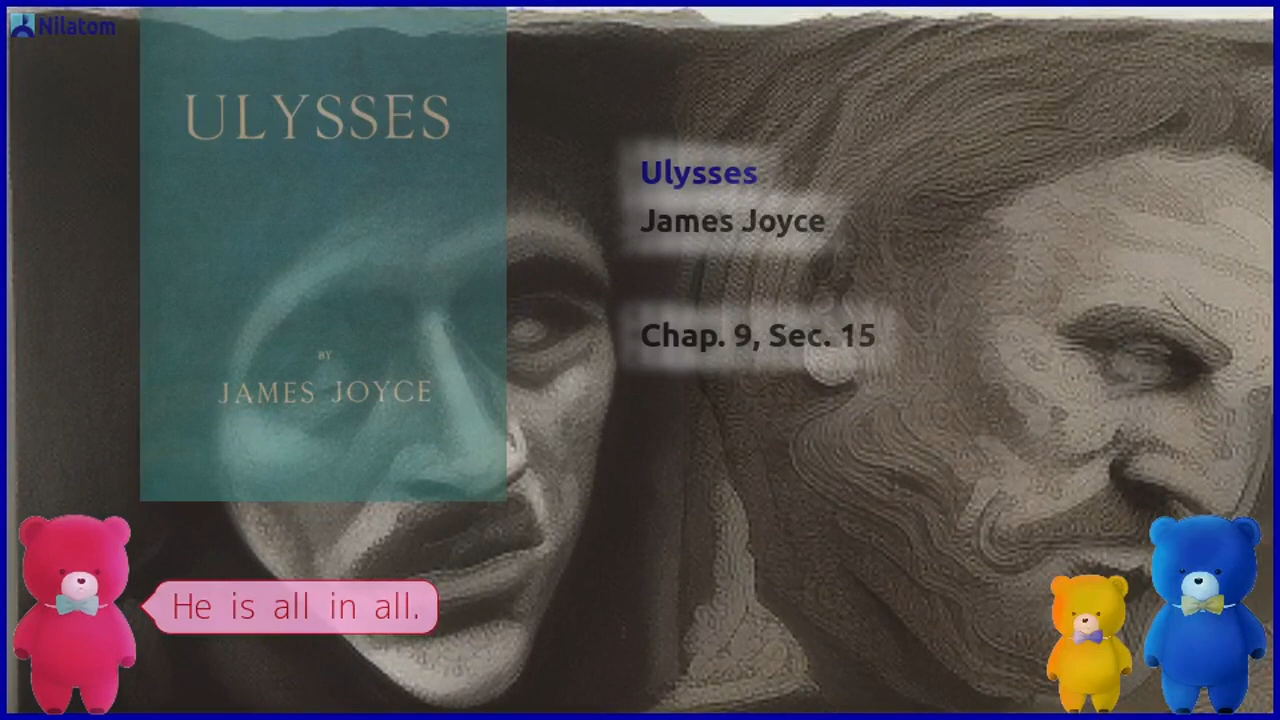 Nilatom
ULYSSES
BY
JAMES JOYCE
Ulysses
James Joyce
Chap. 9, Sec. 15
He is all in all.